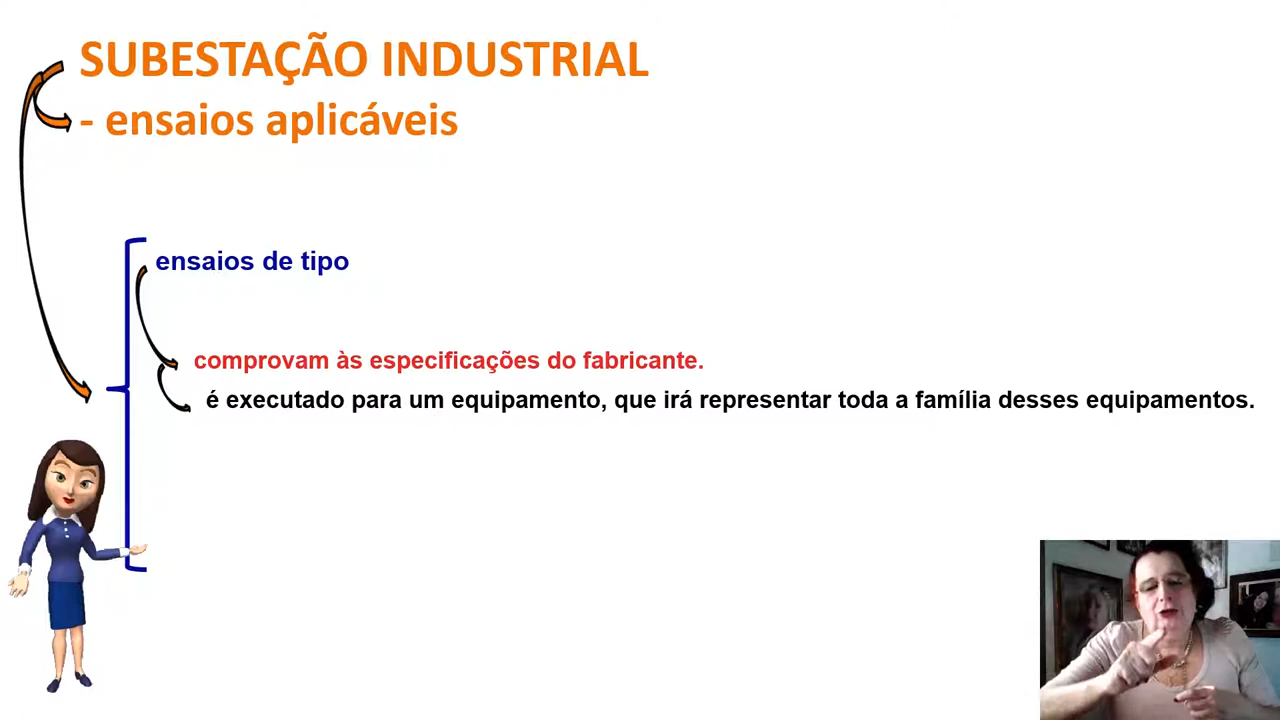 SUBESTAÇÃO INDUSTRIAL
- ensaios aplicáveis
ensaios de tipo
comprovam às especificações do fabricante.
é executado para um equipamento, que irá representar toda a família desses equipamentos.